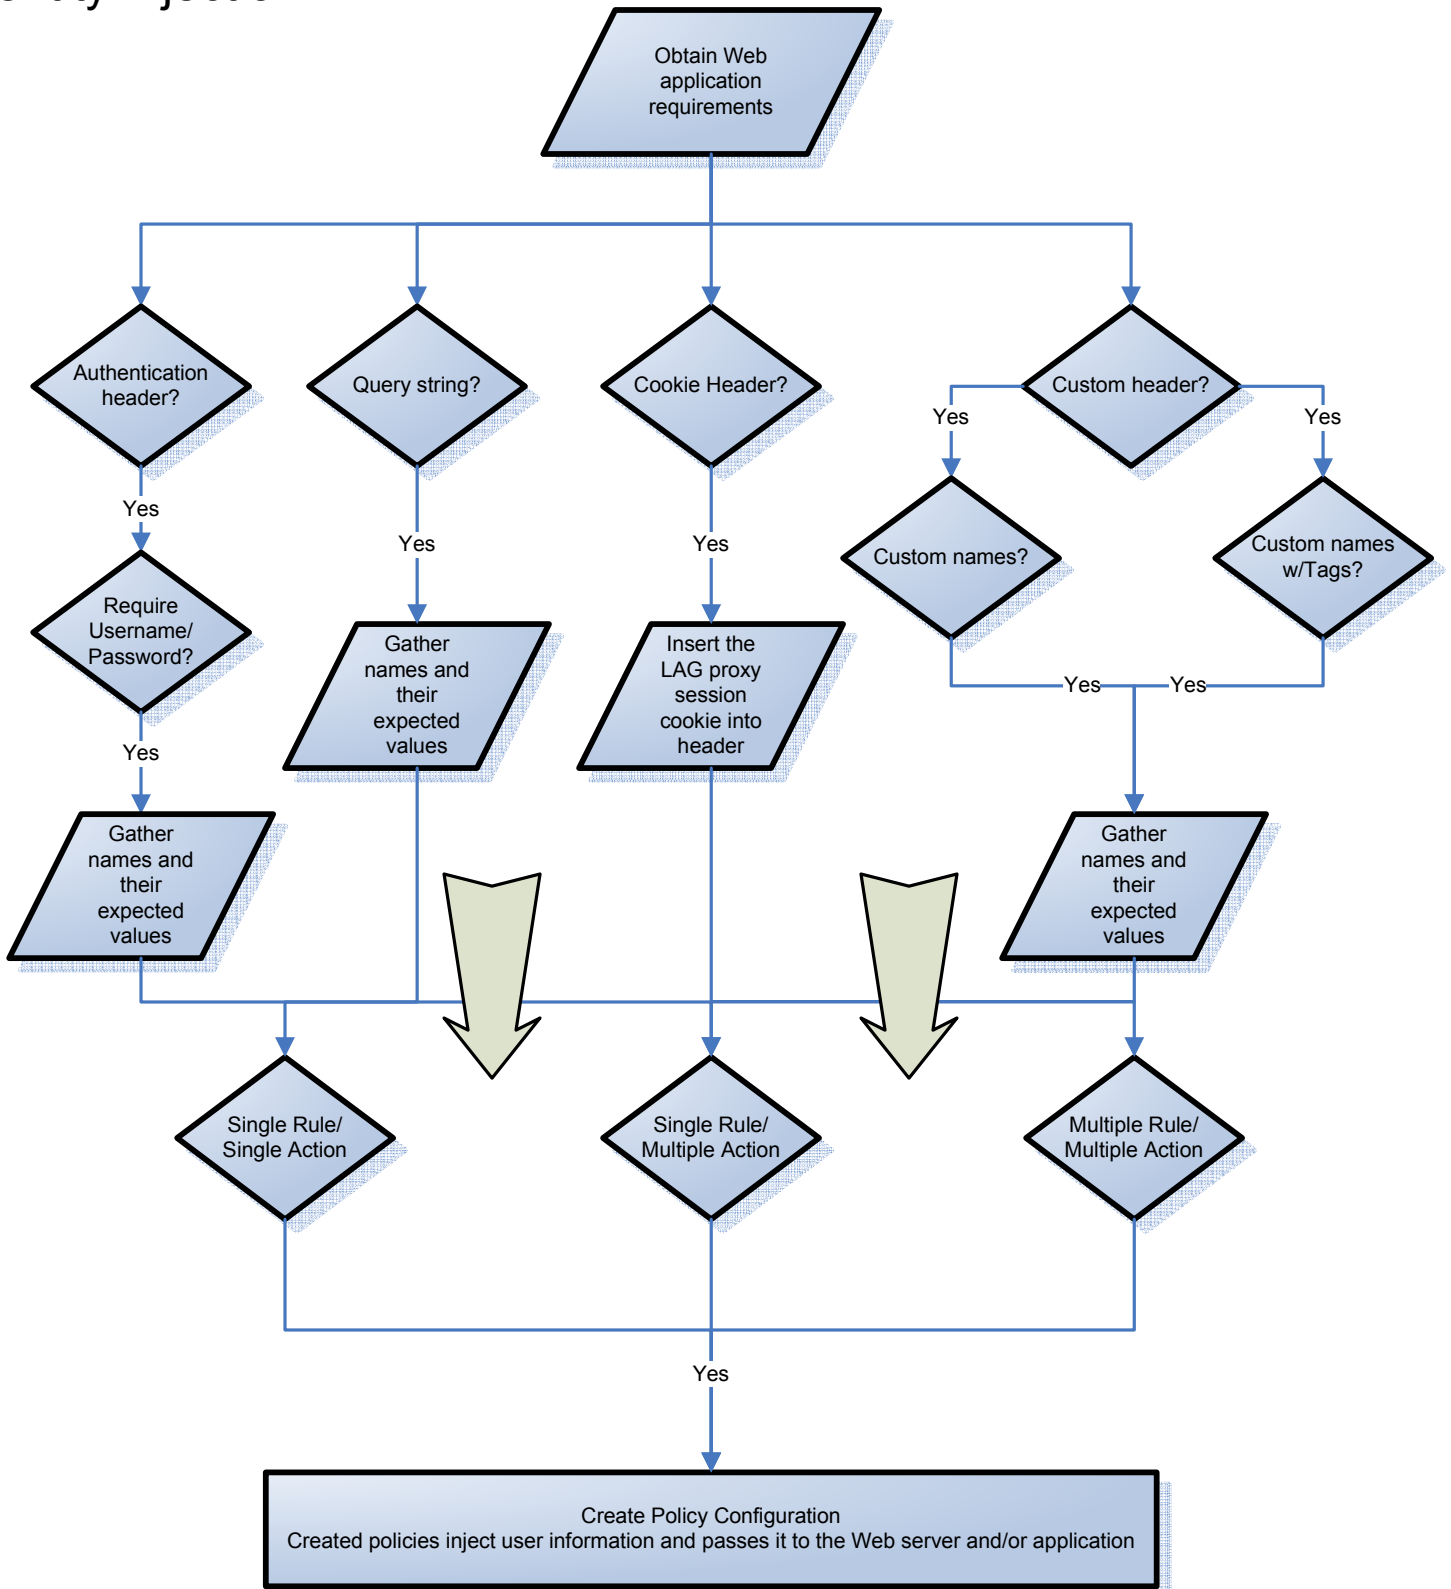 Obtain Web
application
requirements
Authentication
header?
Query string?
Cookie Header?
Custom header?
Yes
Yes
Yes
Yes
Yes
Custom names?
Custom names
w/Tags?
Require
Username/
Password?
Gather
names and
their
expected
values
Insert the
LAG proxy
session
cookie into
header
Yes
Yes
Yes
Gather
names and
their
expected
values
Gather
names and
their
expected
values
Single Rule/
Single Action
Single Rule/
Multiple Action
Multiple Rule/
Multiple Action
Yes
Create Policy Configuration
Created policies inject user information and passes it to the Web server and/or application